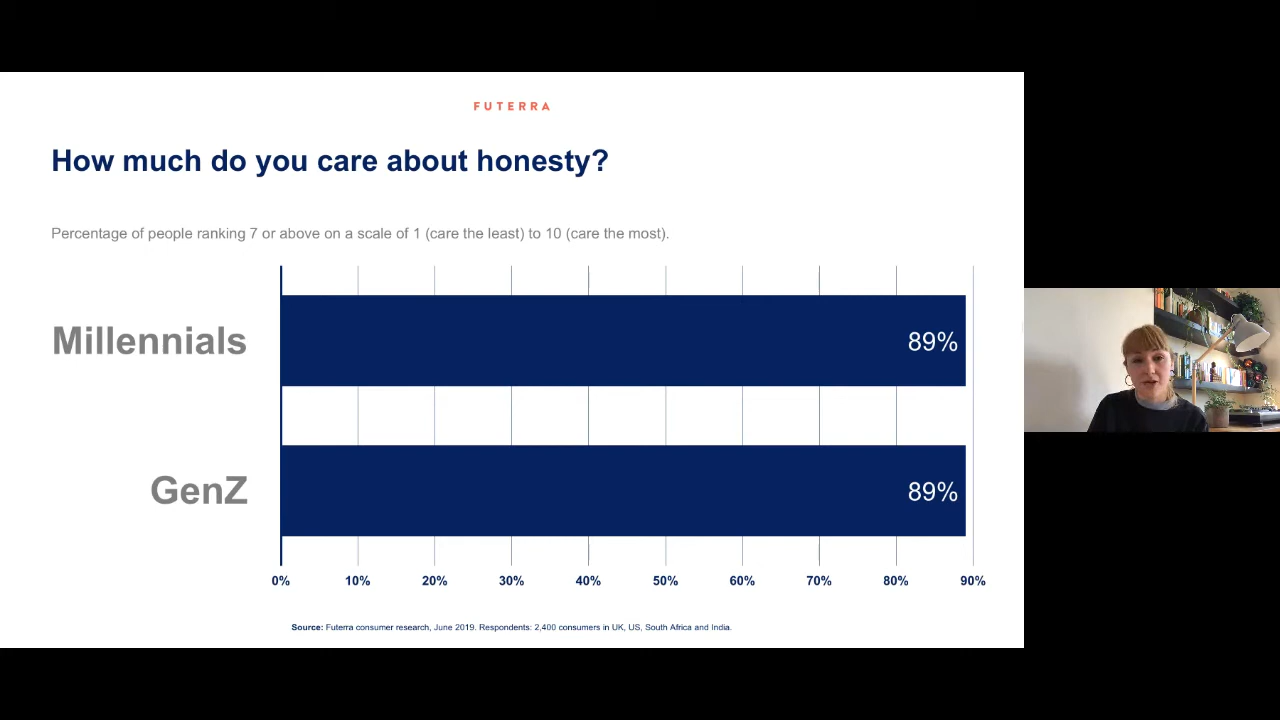 FUTERRA
How much do you care about honesty?
Percentage of people ranking 7 or above on a scale of 1 (care the least) to 10 (care the most).
Millennials
89%
GenZ
89%
0% 10% 20% 30% 40% 50% 60% 70% 80% 90%
Source: Futerra consumer research, June 2019. Respondents: 2,400 consumers in UK, US, South Africa and India.